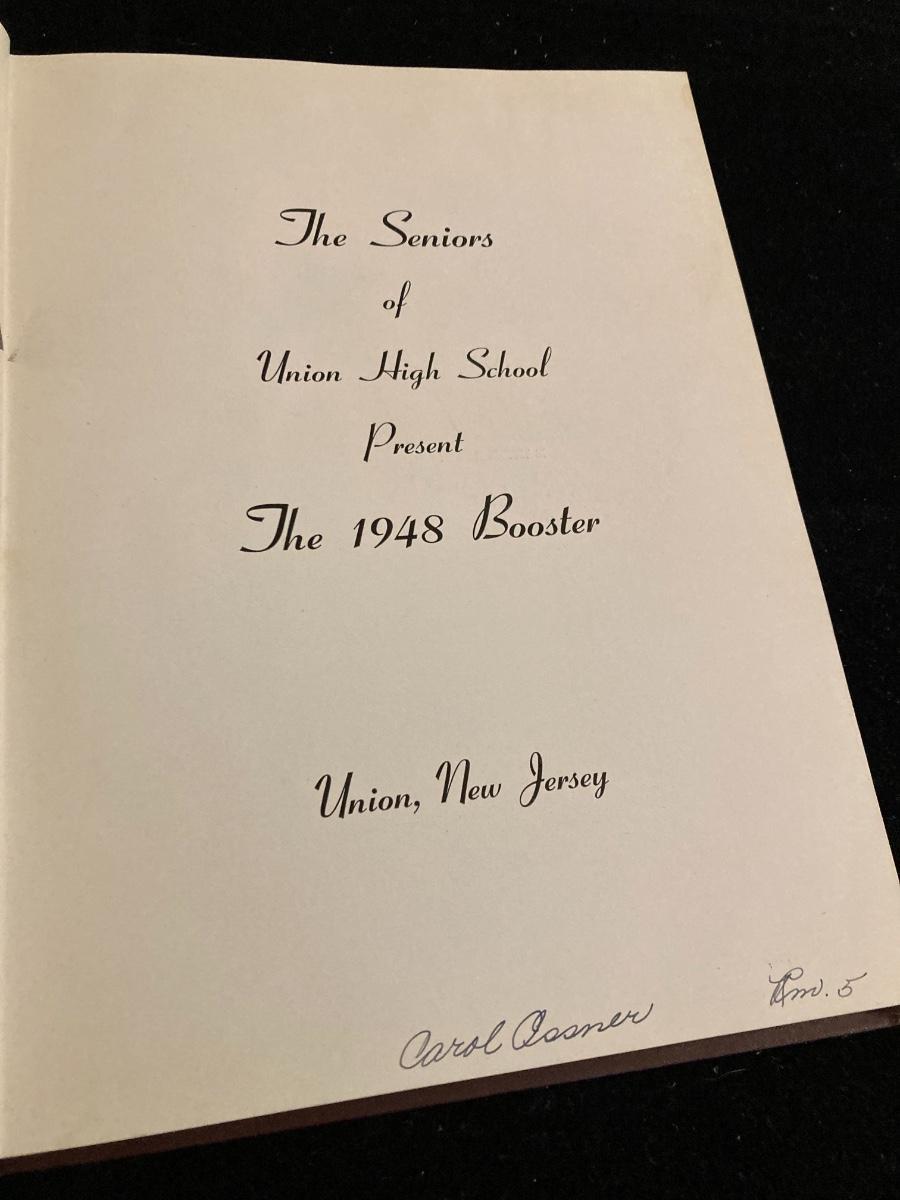 The Seniors
of
Union High School
Present
The 1948 Booster
Union, New Jersey
Carol Ossner
Rm. 5